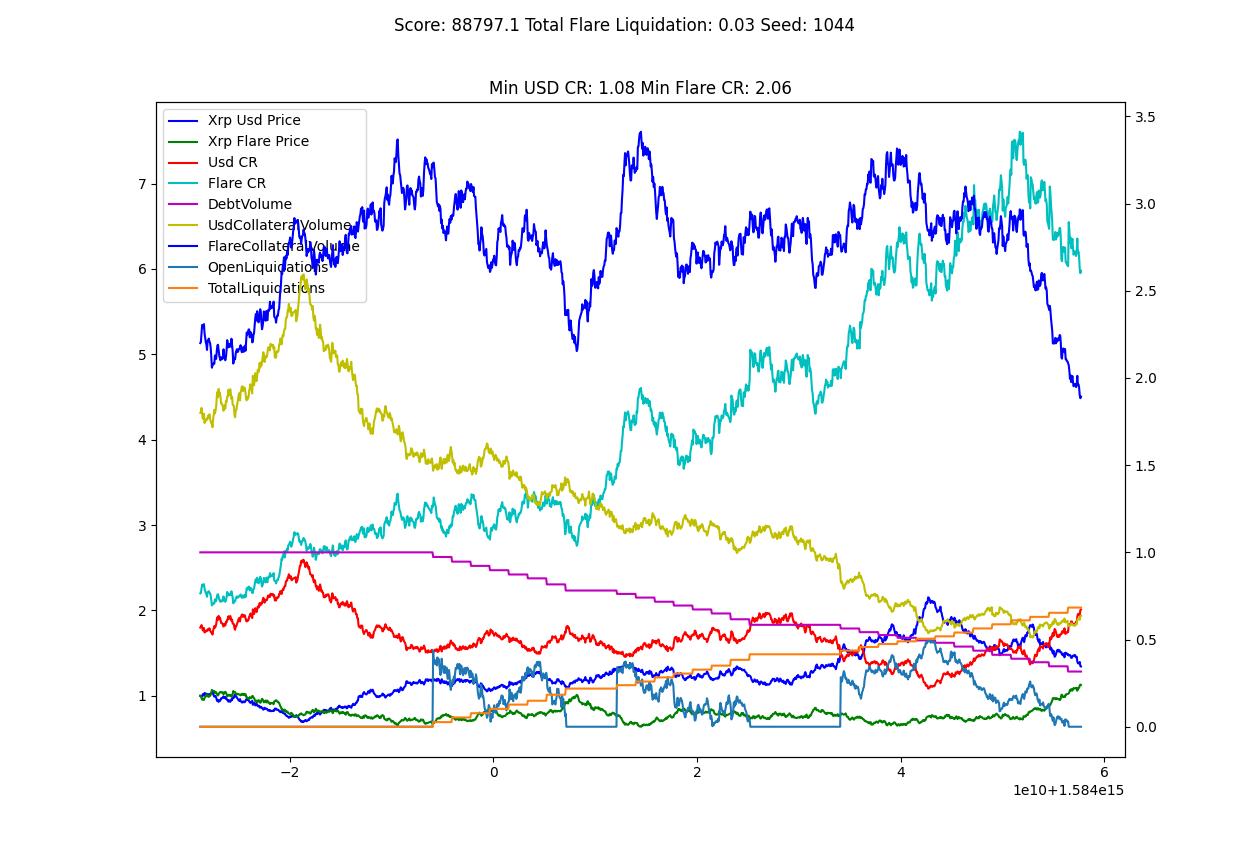 Score: 88797.1 Total Flare Liquidation: 0.03 Seed: 1044
Min USD CR: 1.08 Min Flare CR: 2.06
Xrp Usd Price
Xrp Flare Price
Usd CR
Flare CR
DebtVolume
UsdCollateralVolume
FlareCollateralVolume
OpenLiquidations
TotalLiquidations
7
6
5
4
3
2
1
3.5
3.0
2.5
2.0
1.5
1.0
0.5
0.0
−2 0 2 4 6
1e10+1.584e15